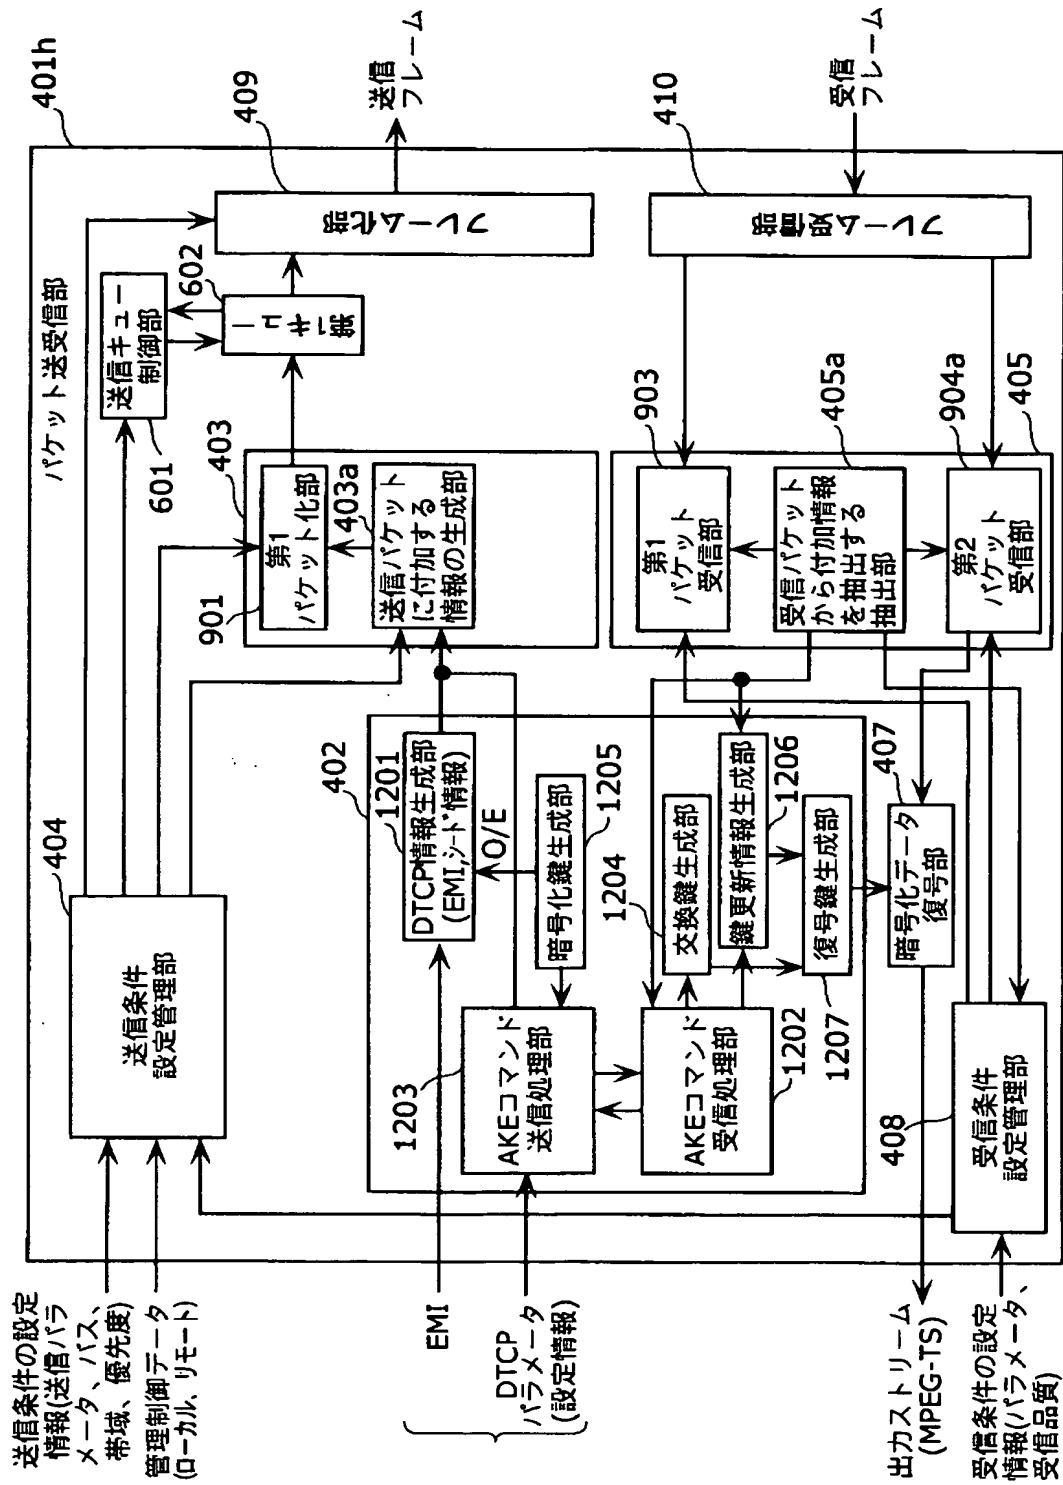 送信条件の設定
情報(送信パラ
メータ、パス、
帯域、優先度)
管理制御データ
(ローカル、リモート)
EMI
DTCP
パラメータ
(設定情報)
出力ストリーム
(MPEG-TS)
受信条件の設定
情報(パラメータ、
受信品質)
パケット送受信部
401h
404
送信条件
設定管理部
402
1201
DTCP情報生成部
(EMI,シード情報)
O/E
1203
AKEコマンド
送信処理部
暗号化鍵生成部
1205
1204
交換鍵生成部
鍵更新情報生成部
1206
AKEコマンド
受信処理部
1202
復号鍵生成部
1207
407
暗号化データ
復号部
408
受信条件
設定管理部
403
901
第1
パケット化部
403a
送信パケット
に付加する
情報の生成部
送信キュー
制御部
601
602
一般
キュー
409
フレーム化部
送信
フレーム
903
第1
パケット
受信部
405a
受信パケット
から付加情報
を抽出する
抽出部
904a
第2
パケット
受信部
405
410
フレーム受信部
受信
フレーム